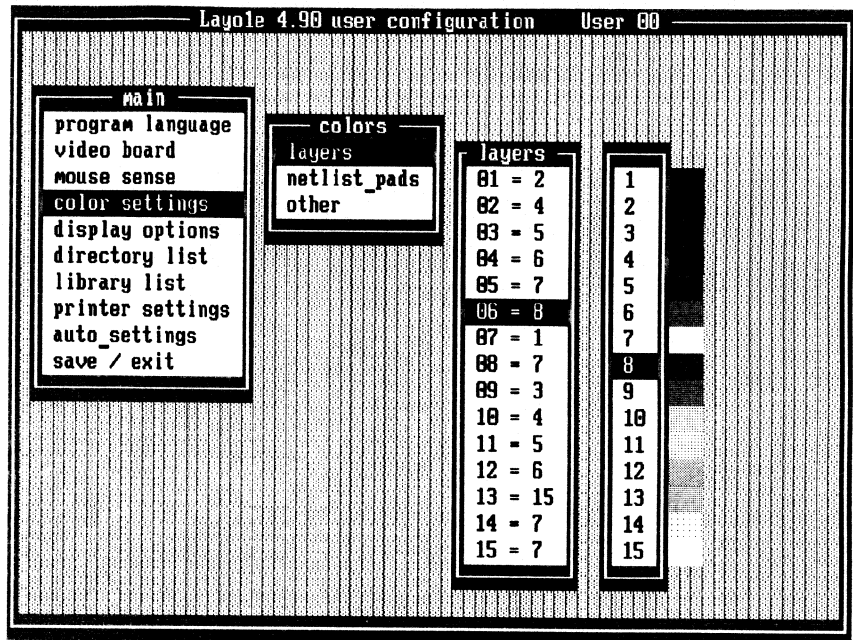 Layo1e 4.90 user configuration User 00
main
program language
video board
mouse sense
color settings
display options
directory list
library list
printer settings
auto_settings
save / exit
colors
layers
netlist_pads
other
layers
01 = 2
02 = 4
03 = 5
04 = 6
05 = 7
06 = 8
07 = 1
08 = 7
09 = 3
10 = 4
11 = 5
12 = 6
13 = 15
14 = 7
15 = 7
1
2
3
4
5
6
7
8
9
10
11
12
13
14
15